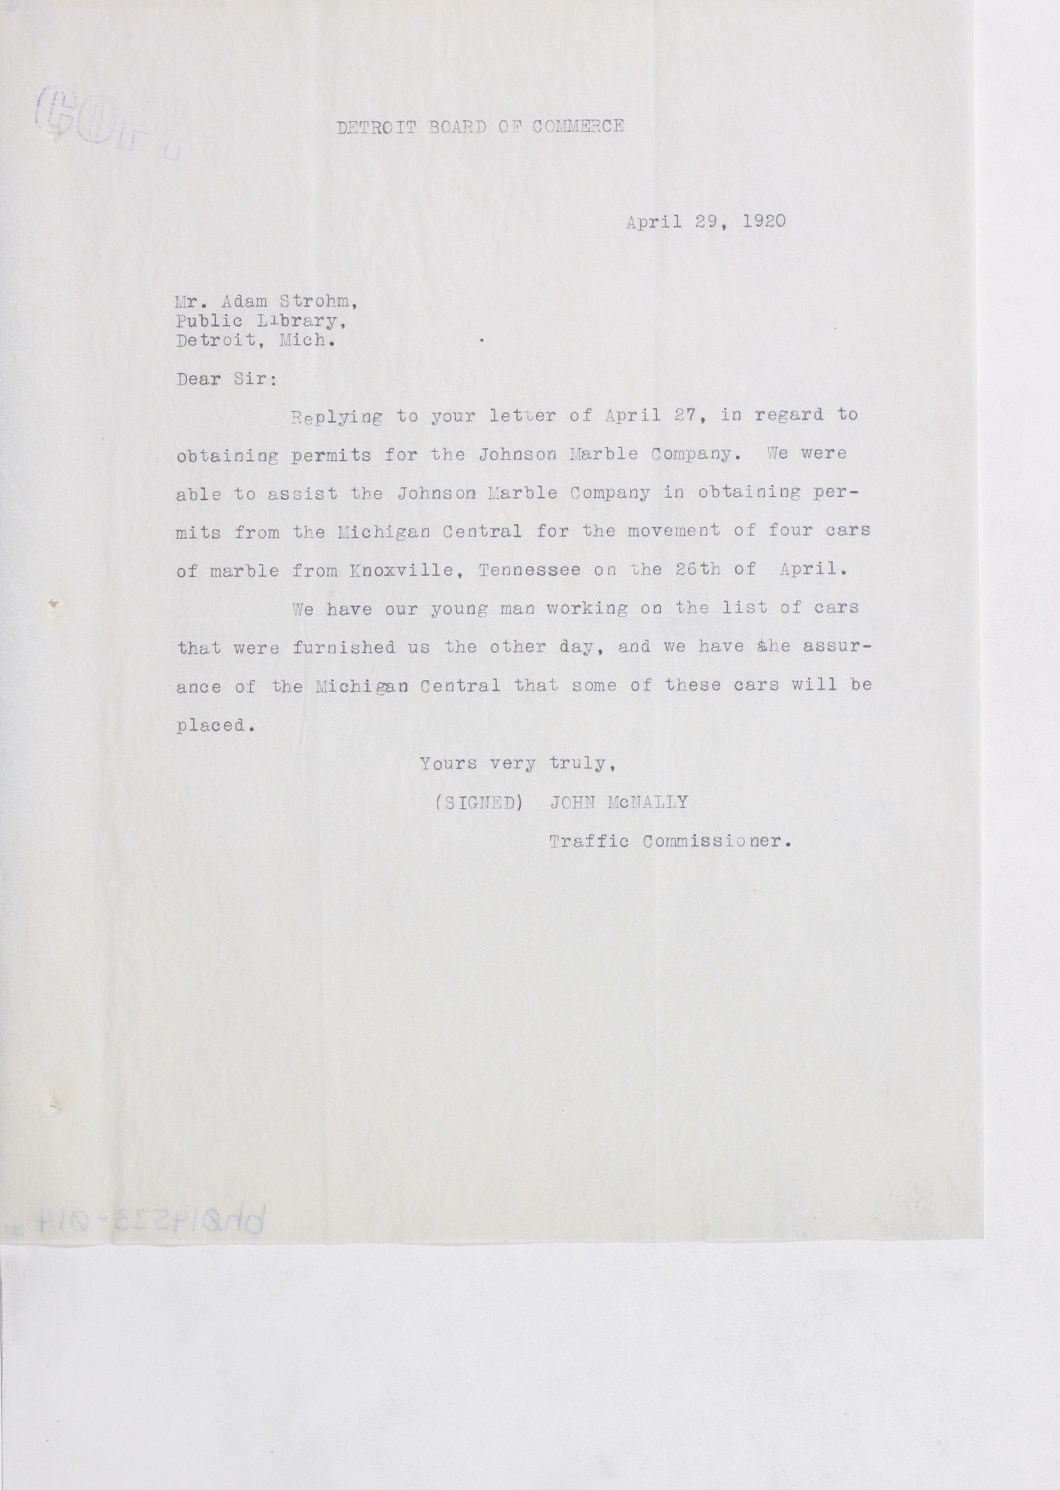 COPY
DETROIT BOARD OF COMMERCE
April 29, 1920
Mr. Adam Strohm,
Public Library,
Detroit, Mich.
Dear Sir:
Replying to your letter of April 27, in regard to
obtaining permits for the Johnson Marble Company. We were
able to assist the Johnson Marble Company in obtaining per-
mits from the Michigan Central for the movement of four cars
of marble from Knoxville, Tennessee on the 26th of April.
We have our young man working on the list of cars
that were furnished us the other day, and we have the assur-
ance of the Michigan Central that some of these cars will be
placed.
Yours very truly,
(SIGNED) JOHN McNALLY
Traffic Commissioner.
bh014523-014